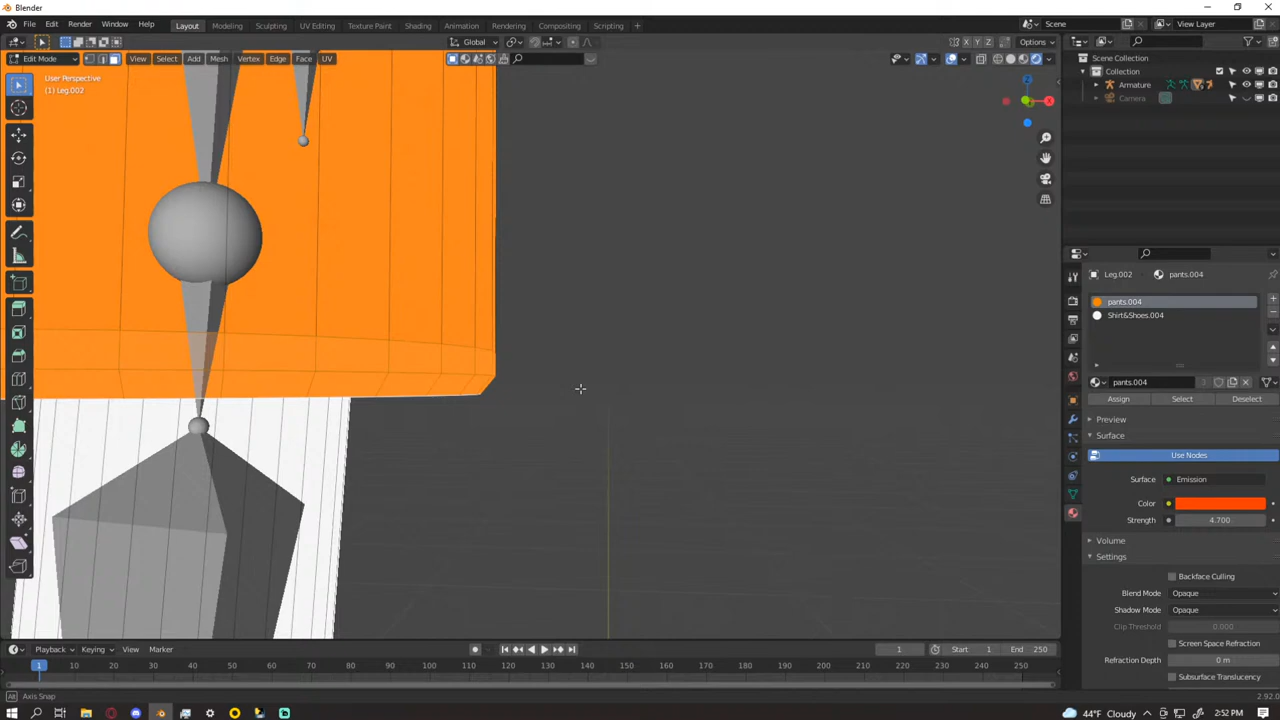 Blender
File Edit Render Window Help Layout Modeling Sculpting UV Editing Texture Paint Shading Animation Rendering Compositing Scripting + Scene View Layer
Global Options
Edit Mode View Select Add Mesh Vertex Edge Face UV X Y Z
User Perspective
(1) Leg.002
Scene Collection
Collection
Armature
Camera
Z
X
Leg.002 pants.004
pants.004
Shirt&Shoes.004
pants.004
Assign Select Deselect
Preview
Surface
Use Nodes
Surface Emission
Color
Strength 4.700
Volume
Settings
Backface Culling
Blend Mode Opaque
Shadow Mode Opaque
Clip Threshold 0.000
Screen Space Refraction
Refraction Depth 0 m
Subsurface Translucency
Playback Keying View Marker 1 Start 1 End 250
1 10 20 30 40 50 60 70 80 90 100 110 120 130 140 150 160 170 180 190 200 210 220 230 240 250
Alt Axis Snap 2.92.0
44°F Cloudy 2:52 PM